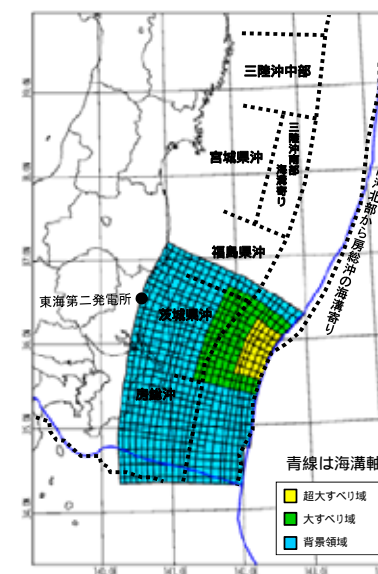 三陸沖中部
三陸沖南部
海溝寄り
宮城県沖
福島県沖
北部から房総沖の海溝寄り
東海第二発電所
茨城県沖
房総沖
青線は海溝軸
超大すべり域
大すべり域
背景領域